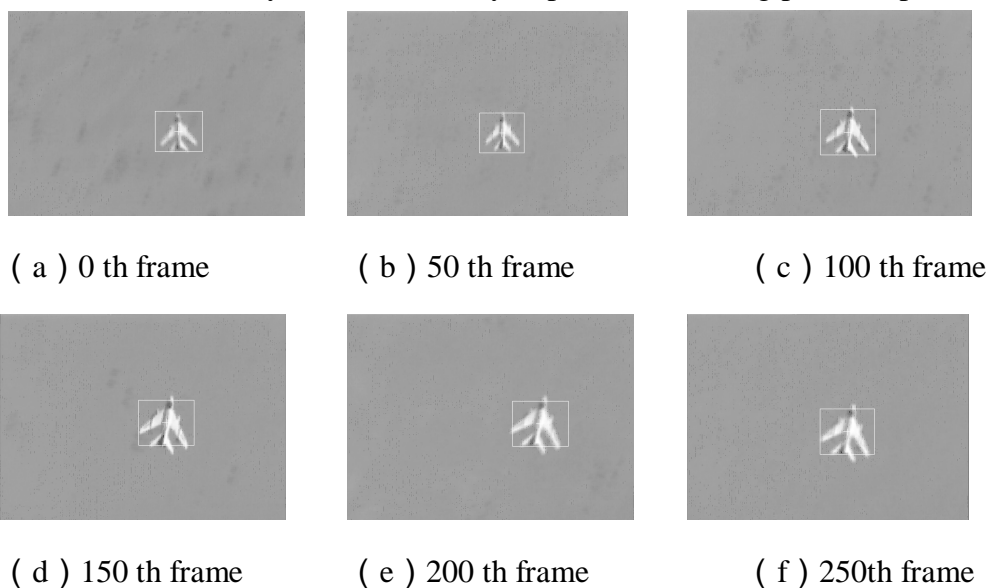 ( a ) 0 th frame
( b ) 50 th frame
( c ) 100 th frame
( d ) 150 th frame
( e ) 200 th frame
( f ) 250th frame